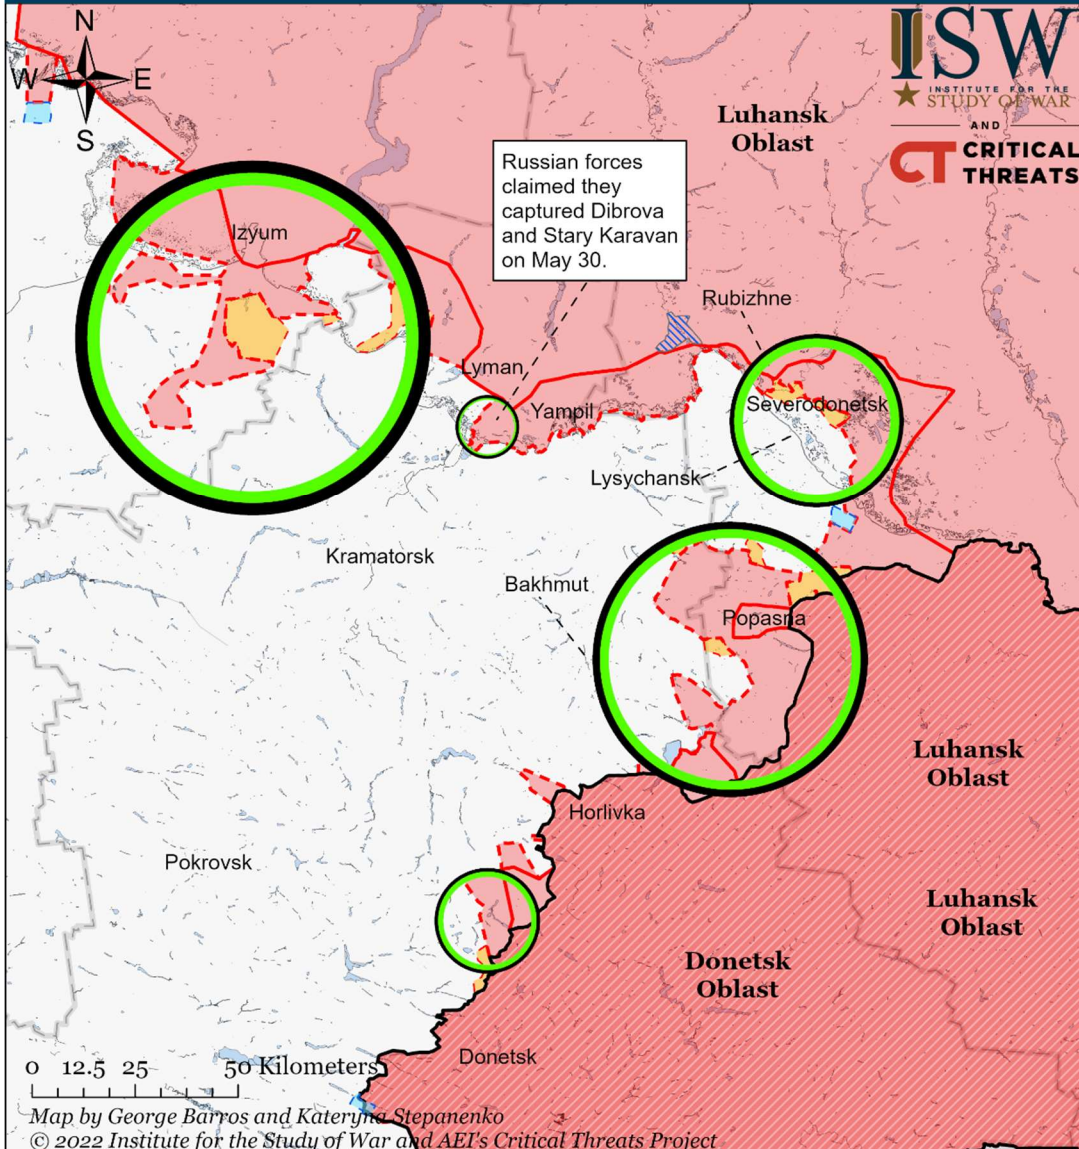 N
W
E
S
ISW
INSTITUTE FOR THE
STUDY OF WAR
AND
CT CRITICAL
THREATS
Luhansk
Oblast
Russian forces
claimed they
captured Dibrova
and Stary Karavan
on May 30.
Izyum
Rubizhne
Lyman
Yampil
Severodonetsk
Lysychansk
Kramatorsk
Bakhmut
Popasna
Luhansk
Oblast
Horlivka
Pokrovsk
Luhansk
Oblast
Donetsk
Oblast
Donetsk
0 12.5 25 50 Kilometers
Map by George Barros and Kateryna Stepanenko
© 2022 Institute for the Study of War and AEI's Critical Threats Project